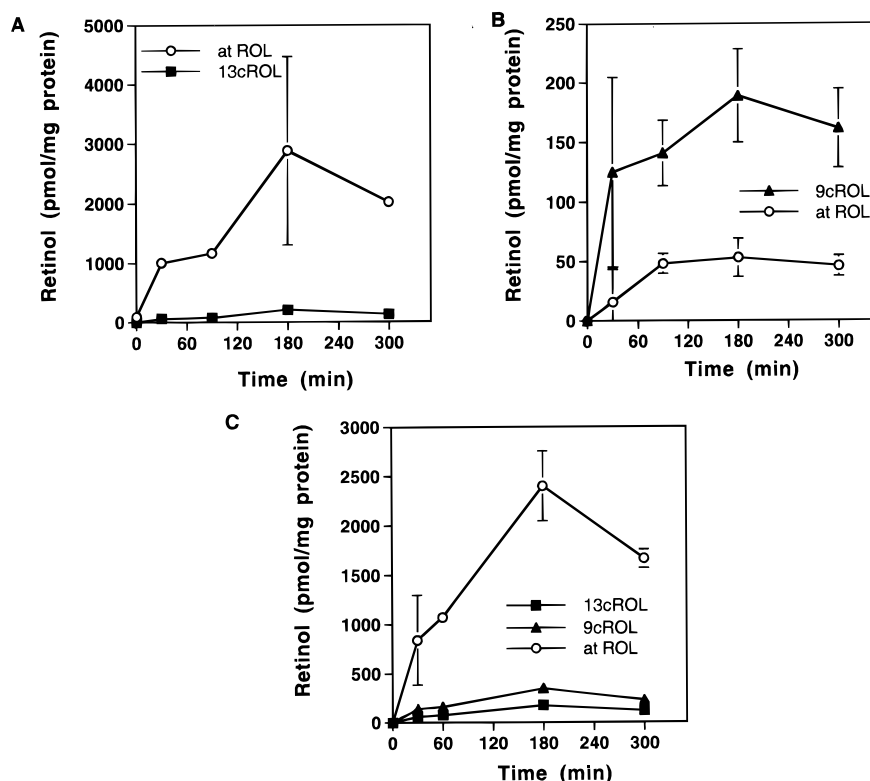 A
Retinol (pmol/mg protein)
5000
4000
3000
2000
1000
0
at ROL
13cROL
0 60 120 180 240 300
Time (min)
B
Retinol (pmol/mg protein)
250
200
150
100
50
0
9cROL
at ROL
0 60 120 180 240 300
Time (min)
C
Retinol (pmol/mg protein)
3000
2500
2000
1500
1000
500
0
13cROL
9cROL
at ROL
0 60 120 180 240 300
Time (min)